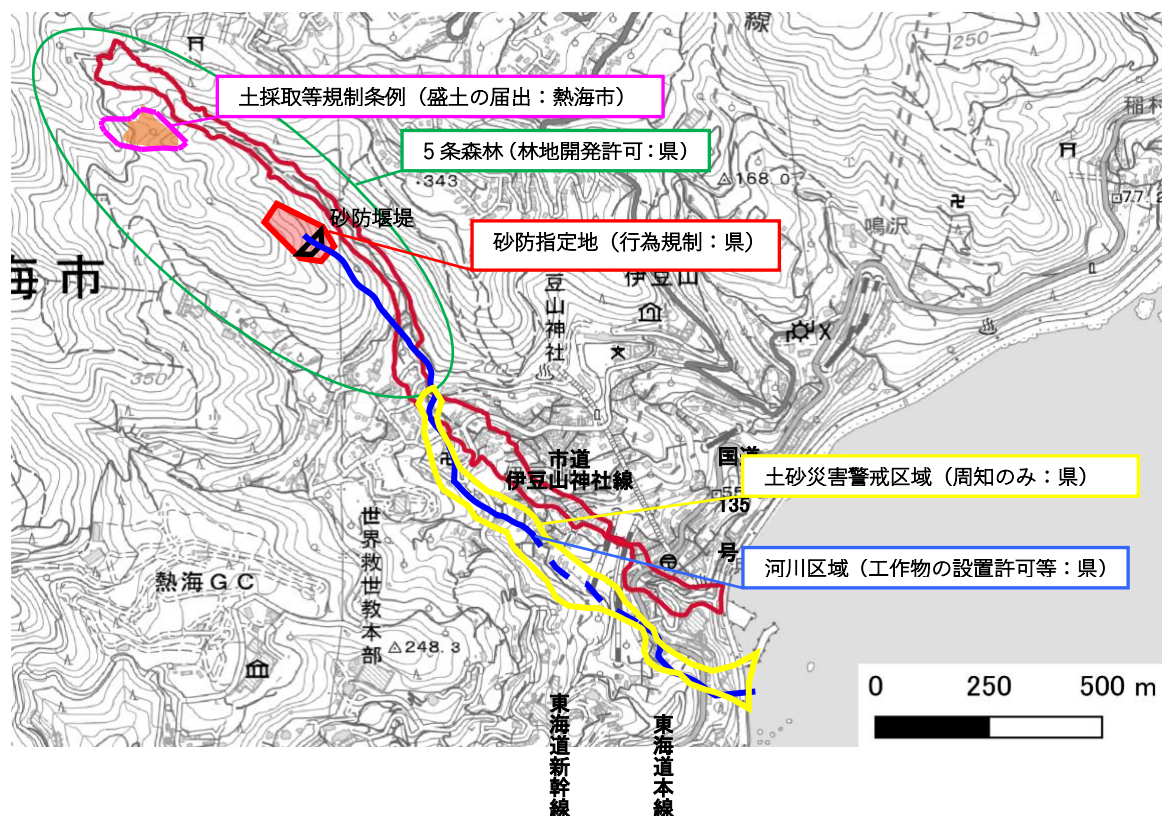 線
250
稲村
土採取等規制条例（盛土の届出：熱海市）
5条森林（林地開発許可：県）
・343
△168.0
77.2
砂防堰堤
砂防指定地（行為規制：県）
鳴沢
海市
伊豆山
豆山神社
350
市道
伊豆山神社線
国道
135
号
土砂災害警戒区域（周知のみ：県）
河川区域（工作物の設置許可等：県）
世界救世教本部
熱海GC
△248.3
0 250 500 m
東海道新幹線
東海道本線